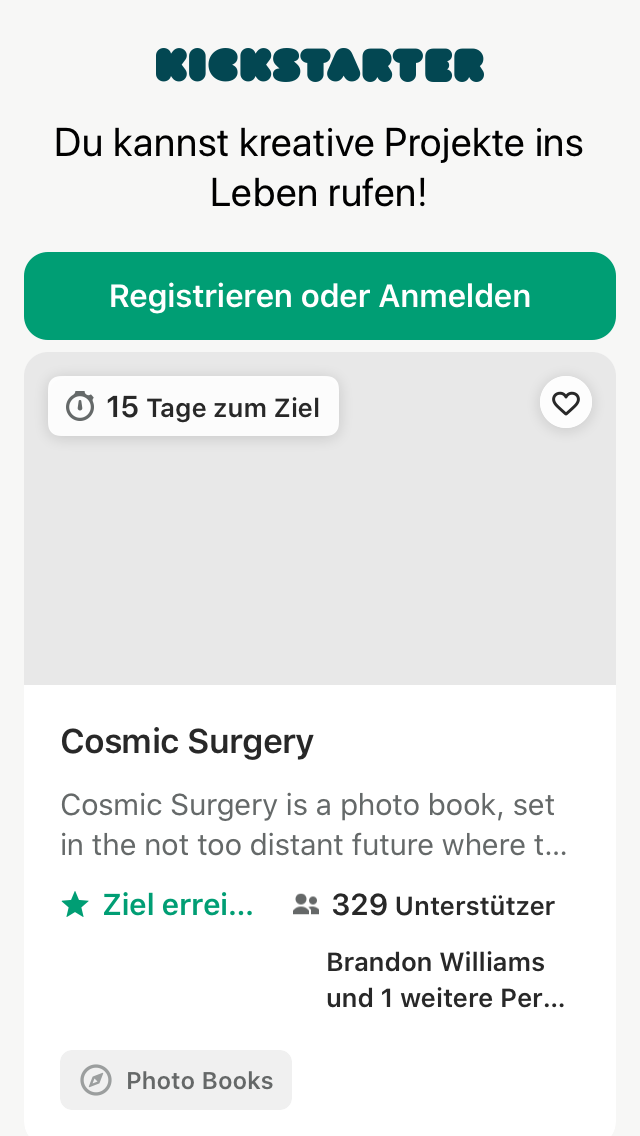 KICKSTARTER
Du kannst kreative Projekte ins
Leben rufen!
Registrieren oder Anmelden
15 Tage zum Ziel
Cosmic Surgery
Cosmic Surgery is a photo book, set
in the not too distant future where t...
Ziel errei...
329 Unterstützer
Brandon Williams
und 1 weitere Per...
Photo Books